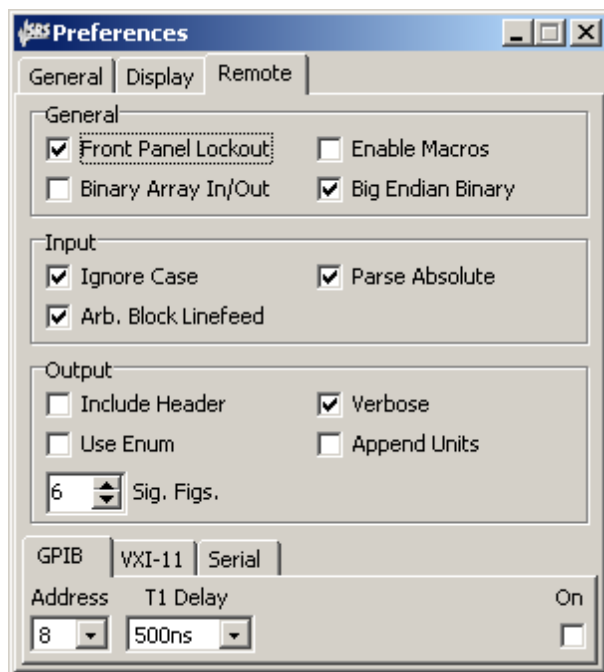 SRS Preferences
General Display Remote
General
Front Panel Lockout Enable Macros
Binary Array In/Out Big Endian Binary
Input
Ignore Case Parse Absolute
Arb. Block Linefeed
Output
Include Header Verbose
Use Enum Append Units
6 Sig. Figs.
GPIB VXI-11 Serial
Address T1 Delay On
8 500ns